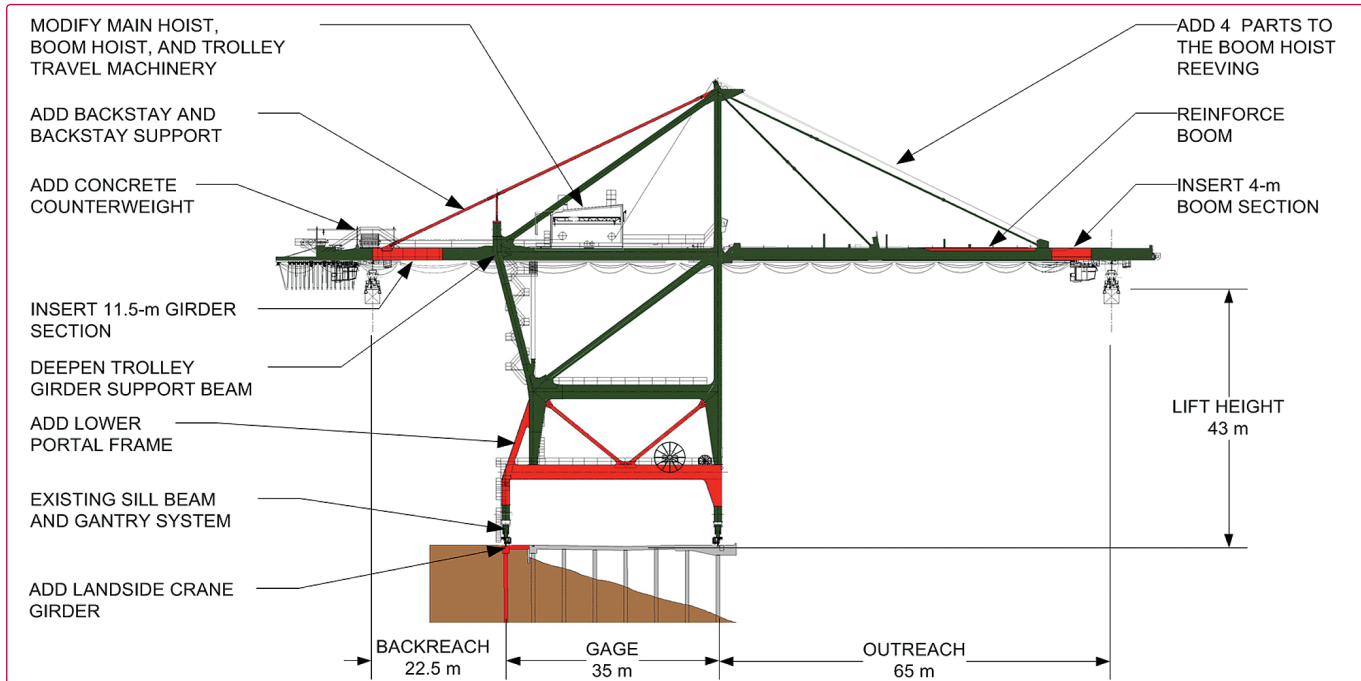 MODIFY MAIN HOIST,
BOOM HOIST, AND TROLLEY
TRAVEL MACHINERY
ADD BACKSTAY AND
BACKSTAY SUPPORT
ADD CONCRETE
COUNTERWEIGHT
INSERT 11.5-m GIRDER
SECTION
DEEPEN TROLLEY
GIRDER SUPPORT BEAM
ADD LOWER
PORTAL FRAME
EXISTING SILL BEAM
AND GANTRY SYSTEM
ADD LANDSIDE CRANE
GIRDER
ADD 4 PARTS TO
THE BOOM HOIST
REEVING
REINFORCE
BOOM
INSERT 4-m
BOOM SECTION
LIFT HEIGHT
43 m
BACKREACH
22.5 m
GAGE
35 m
OUTREACH
65 m